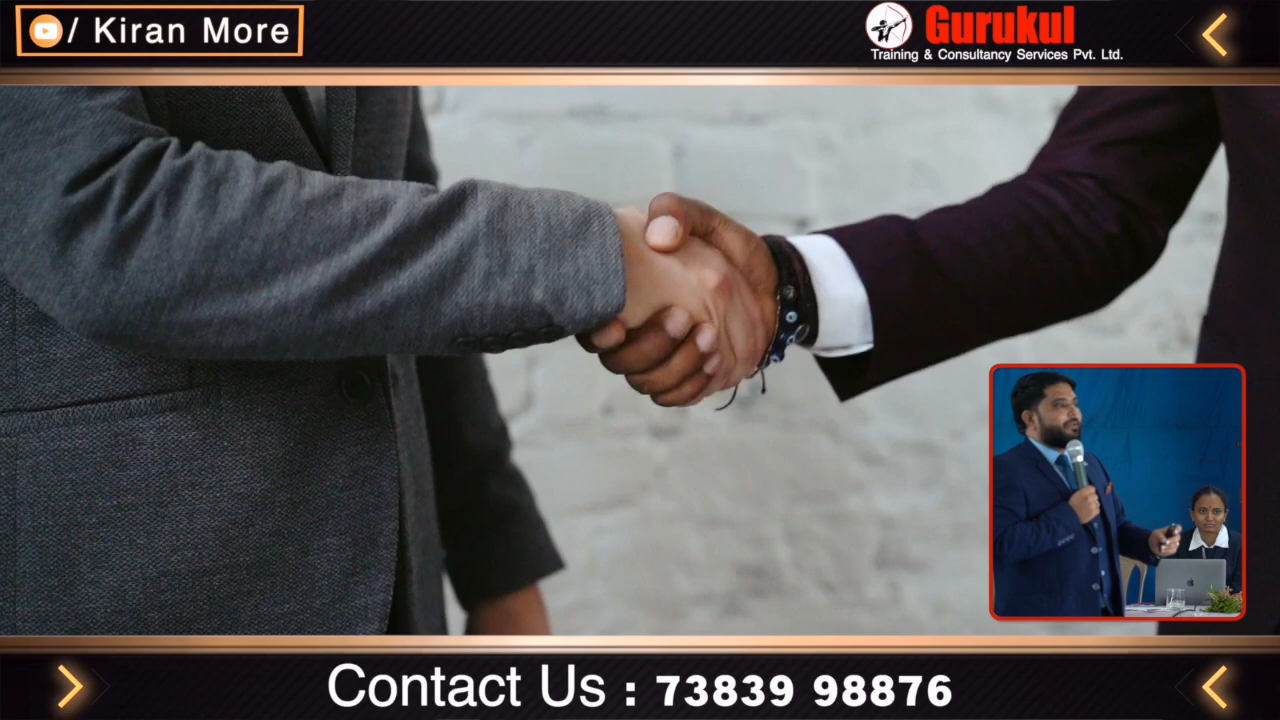 / Kiran More
Gurukul
Training & Consultancy Services Pvt. Ltd.
Contact Us : 73839 98876